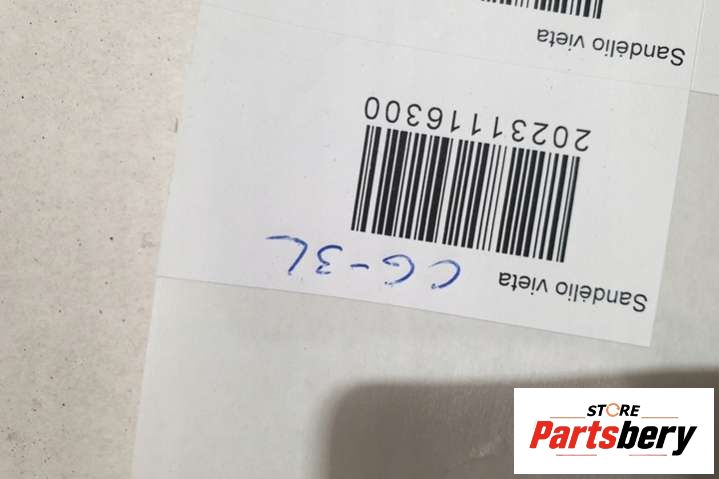 Sandėlio vieta CG-3L
20231116300
Sandėlio vieta
STORE
Partsbery